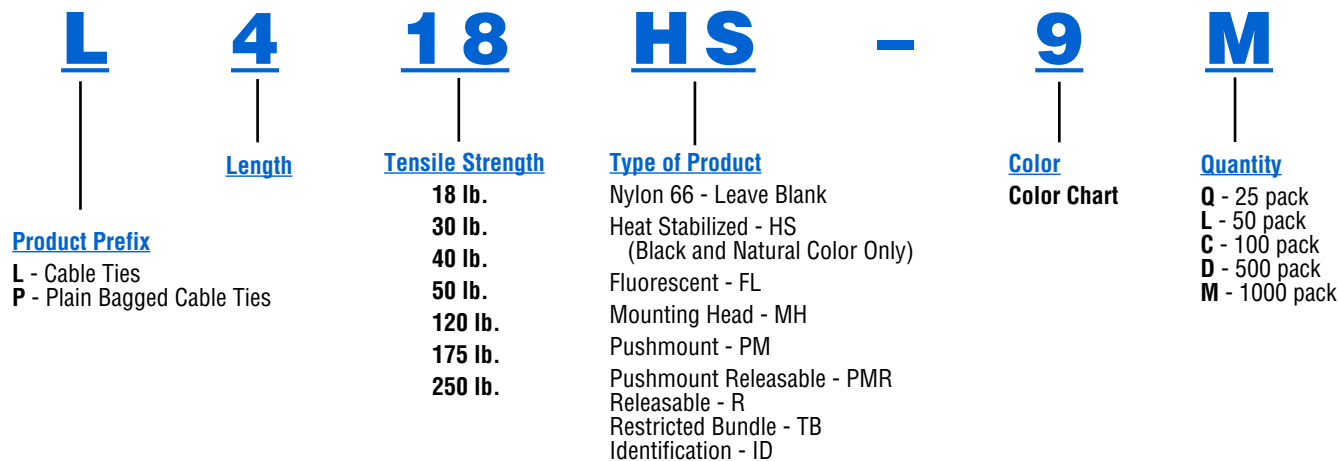 L 4 18 HS - 9 M
Product Prefix
L - Cable Ties
P - Plain Bagged Cable Ties
Length
Tensile Strength
18 lb.
30 lb.
40 lb.
50 lb.
120 lb.
175 lb.
250 lb.
Type of Product
Nylon 66 - Leave Blank
Heat Stabilized - HS
(Black and Natural Color Only)
Fluorescent - FL
Mounting Head - MH
Pushmount - PM
Pushmount Releasable - PMR
Releasable - R
Restricted Bundle - TB
Identification - ID
Color
Color Chart
Quantity
Q - 25 pack
L - 50 pack
C - 100 pack
D - 500 pack
M - 1000 pack